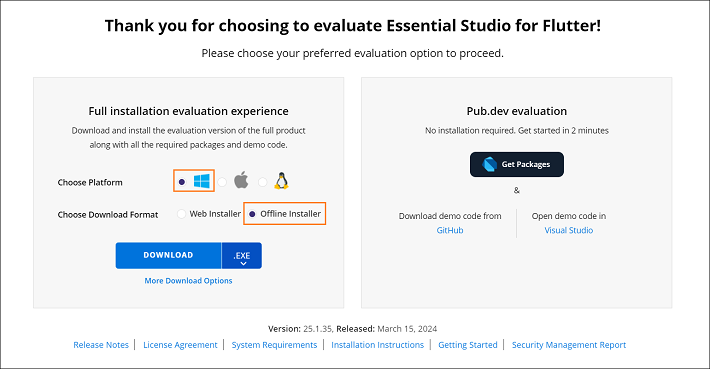 Thank you for choosing to evaluate Essential Studio for Flutter!
Please choose your preferred evaluation option to proceed.
Full installation evaluation experience
Download and install the evaluation version of the full product
along with all the required packages and demo code.
Choose Platform
Choose Download Format
Web Installer
Offline Installer
DOWNLOAD
.EXE
More Download Options
Pub.dev evaluation
No installation required. Get started in 2 minutes
Get Packages
&
Download demo code from
GitHub
Open demo code in
Visual Studio
Version: 25.1.35, Released: March 15, 2024
Release Notes | License Agreement | System Requirements | Installation Instructions | Getting Started | Security Management Report